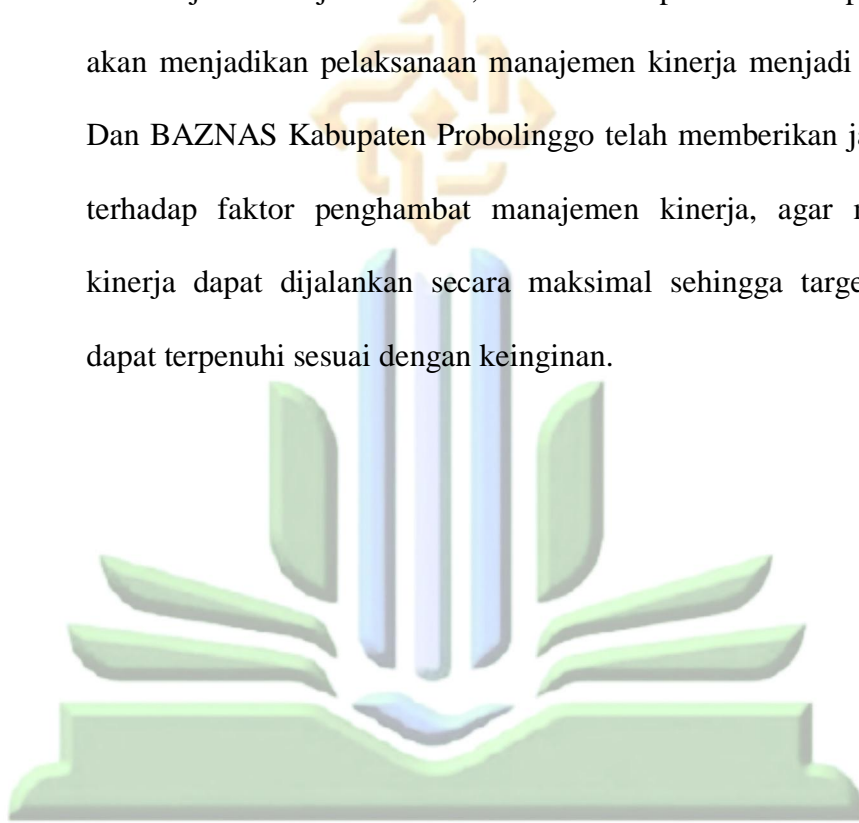 akan menjadikan pelaksanaan manajemen kinerja menjadi
Dan BAZNAS Kabupaten Probolinggo telah memberikan
terhadap faktor penghambat manajemen kinerja, agar
kinerja dapat dijalankan secara maksimal sehingga
dapat terpenuhi sesuai dengan keinginan.